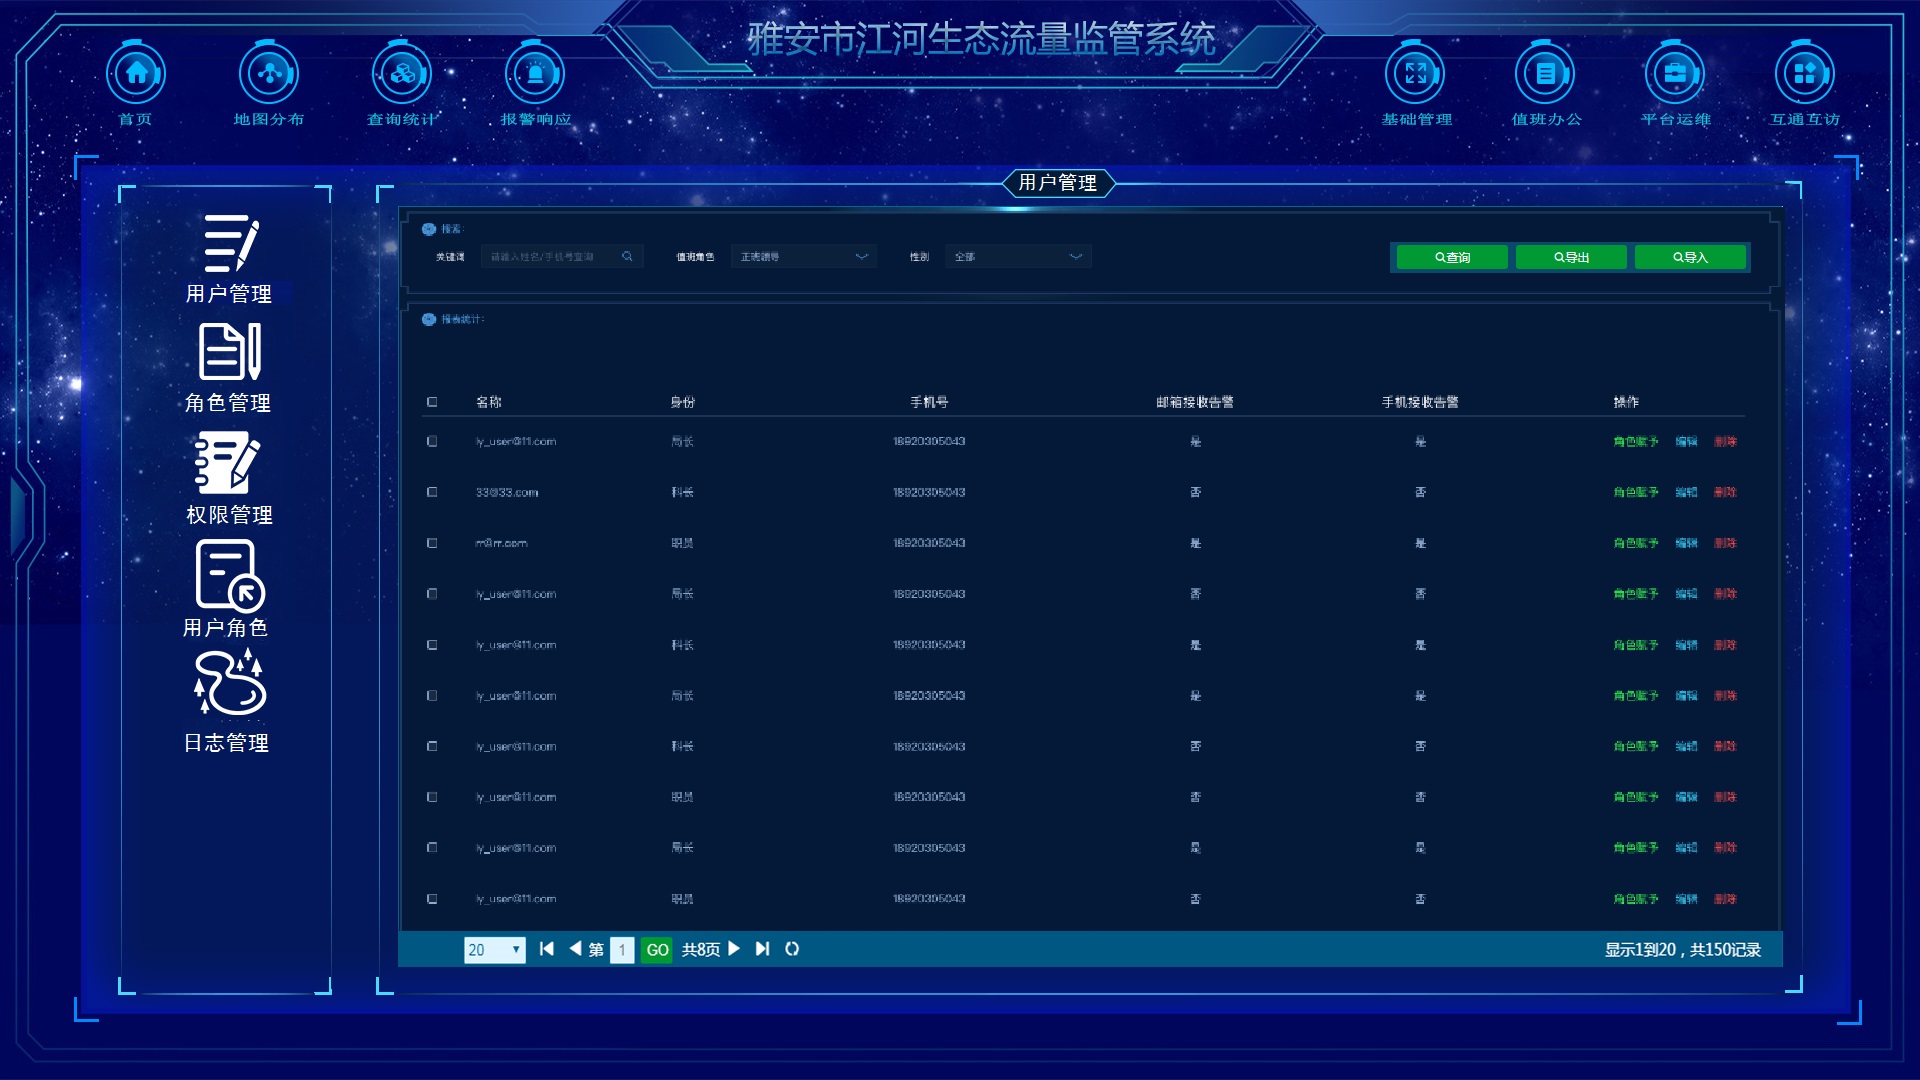 雅安市江河生态流量监管系统
首页 地图分布 查询统计 报警响应 基础管理 值班办公 平台运维 互通互访
用户管理
用户管理
角色管理
权限管理
用户角色
日志管理
搜索:
关键词 请输入姓名/手机号查询 值班角色 正班领导 性别 全部 查询 导出 导入
报表统计:
名称 身份 手机号 邮箱接收告警 手机接收告警 操作
ly_user@11.com 局长 18920305043 是 是 角色赋予 编辑 删除
33@33.com 科长 18920305043 否 否 角色赋予 编辑 删除
职员 18920305043 是 是 角色赋予 编辑 删除
ly_user@11.com 局长 18920305043 否 否 角色赋予 编辑 删除
ly_user@11.com 科长 18920305043 是 是 角色赋予 编辑 删除
ly_user@11.com 局长 18920305043 是 是 角色赋予 编辑 删除
ly_user@11.com 科长 18920305043 否 否 角色赋予 编辑 删除
ly_user@11.com 职员 18920305043 否 否 角色赋予 编辑 删除
ly_user@11.com 局长 18920305043 是 是 角色赋予 编辑 删除
ly_user@11.com 职员 18920305043 否 否 角色赋予 编辑 删除
20 第 1 GO 共8页 显示1到20，共150记录